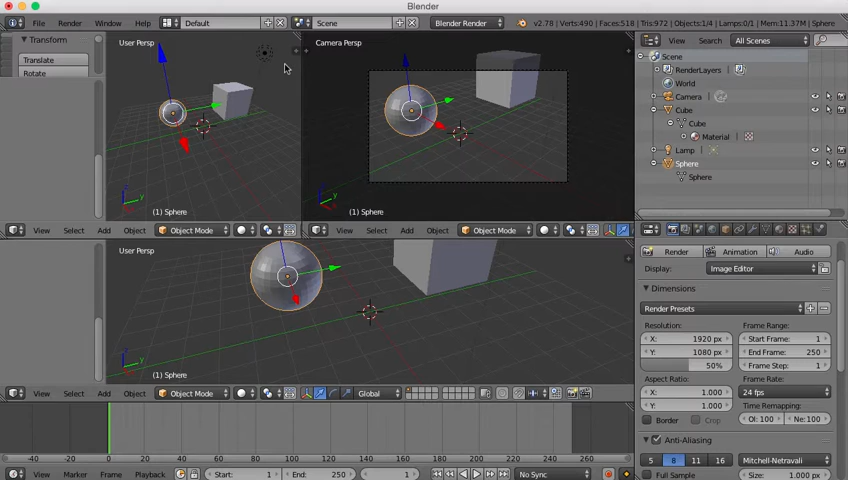 Blender
File Render Window Help Default Scene Blender Render v2.78 | Verts:490 | Faces:518 | Tris:972 | Objects:1/4 | Lamps:0/1 | Mem:11.37M | Sphere
Transform
Translate
Rotate
User Persp
(1) Sphere
View Select Add Object Object Mode
Camera Persp
(1) Sphere
View Select Add Object Mode
User Persp
(1) Sphere
View Select Add Object Object Mode Global
-40 -20 0 20 40 60 80 100 120 140 160 180 200 220 240 260
View Marker Frame Playback Start: 1 End: 250 1 No Sync
View Search All Scenes
Scene
RenderLayers
World
Camera
Cube
Cube
Material
Lamp
Sphere
Sphere
Render Animation Audio
Display: Image Editor
Dimensions
Render Presets
Resolution:
X: 1920 px
Y: 1080 px
50%
Aspect Ratio:
X: 1.000
Y: 1.000
Border Crop
Frame Range:
Start Frame: 1
End Frame: 250
Frame Step: 1
Frame Rate:
24 fps
Time Remapping:
Ol: 100 Ne: 100
Anti-Aliasing
5 8 11 16 Mitchell-Netravali
Full Sample Size: 1.000 px